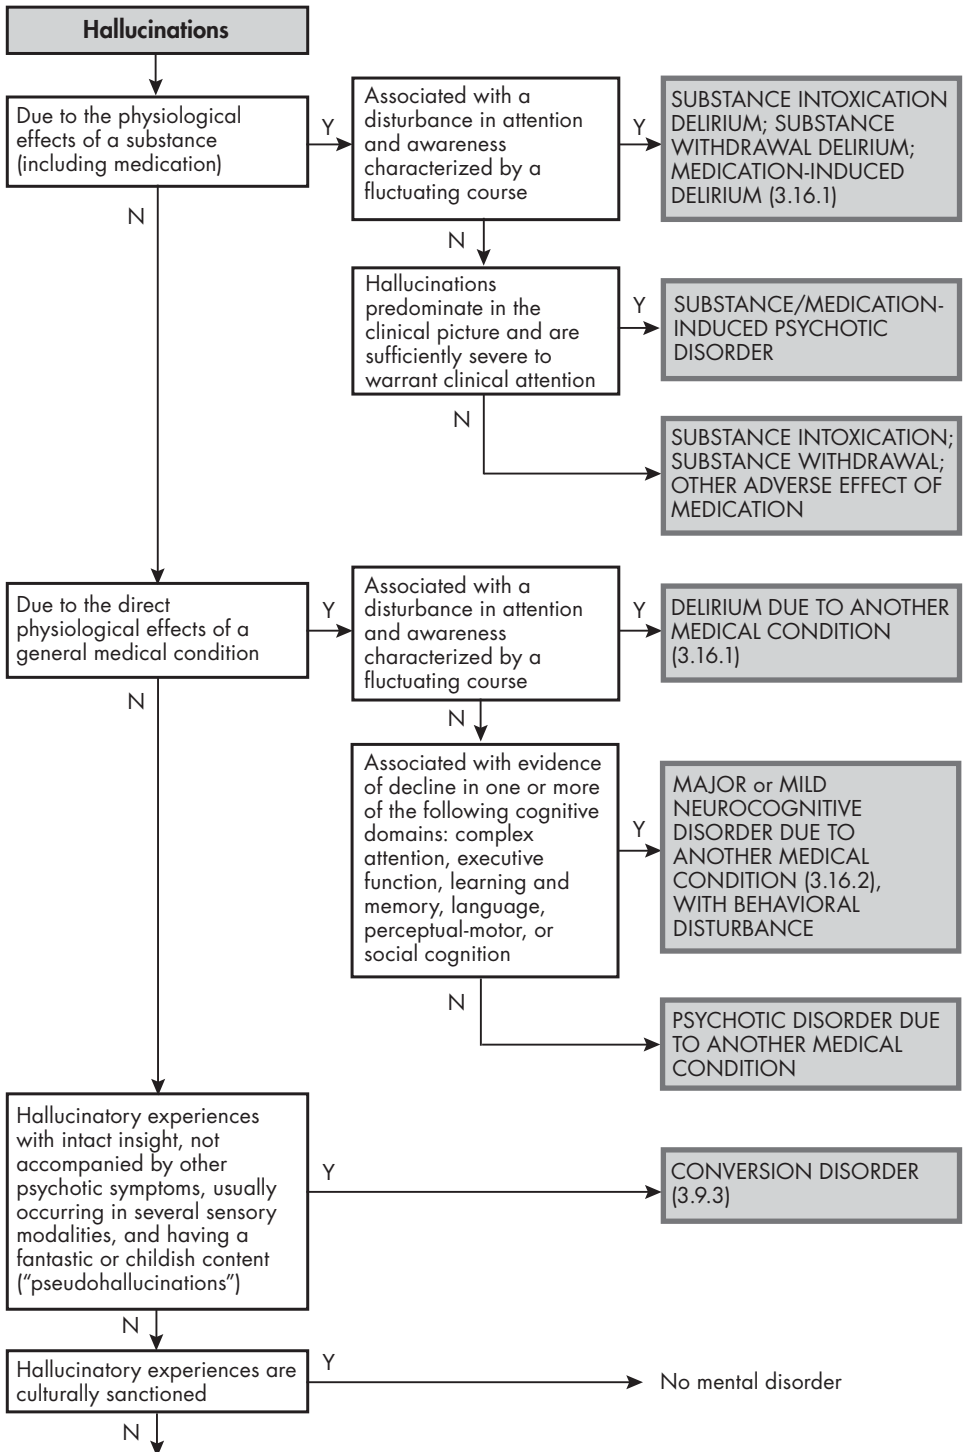 Hallucinations
Due to the physiological
effects of a substance
(including medication)
Y
Associated with a
disturbance in attention
and awareness
characterized by a
fluctuating course
Y
SUBSTANCE INTOXICATION
DELIRIUM; SUBSTANCE
WITHDRAWAL DELIRIUM;
MEDICATION-INDUCED
DELIRIUM (3.16.1)
N
N
Hallucinations
predominate in the
clinical picture and are
sufficiently severe to
warrant clinical attention
Y
SUBSTANCE/MEDICATION-
INDUCED PSYCHOTIC
DISORDER
N
SUBSTANCE INTOXICATION;
SUBSTANCE WITHDRAWAL;
OTHER ADVERSE EFFECT OF
MEDICATION
Due to the direct
physiological effects of a
general medical condition
Y
Associated with a
disturbance in attention
and awareness
characterized by a
fluctuating course
Y
DELIRIUM DUE TO ANOTHER
MEDICAL CONDITION
(3.16.1)
N
N
Associated with evidence
of decline in one or more
of the following cognitive
domains: complex
attention, executive
function, learning and
memory, language,
perceptual-motor, or
social cognition
Y
MAJOR or MILD
NEUROCOGNITIVE
DISORDER DUE TO
ANOTHER MEDICAL
CONDITION (3.16.2),
WITH BEHAVIORAL
DISTURBANCE
N
PSYCHOTIC DISORDER DUE
TO ANOTHER MEDICAL
CONDITION
Hallucinatory experiences
with intact insight, not
accompanied by other
psychotic symptoms, usually
occurring in several sensory
modalities, and having a
fantastic or childish content
(“pseudohallucinations”)
Y
CONVERSION DISORDER
(3.9.3)
N
Hallucinatory experiences are
culturally sanctioned
Y
No mental disorder
N